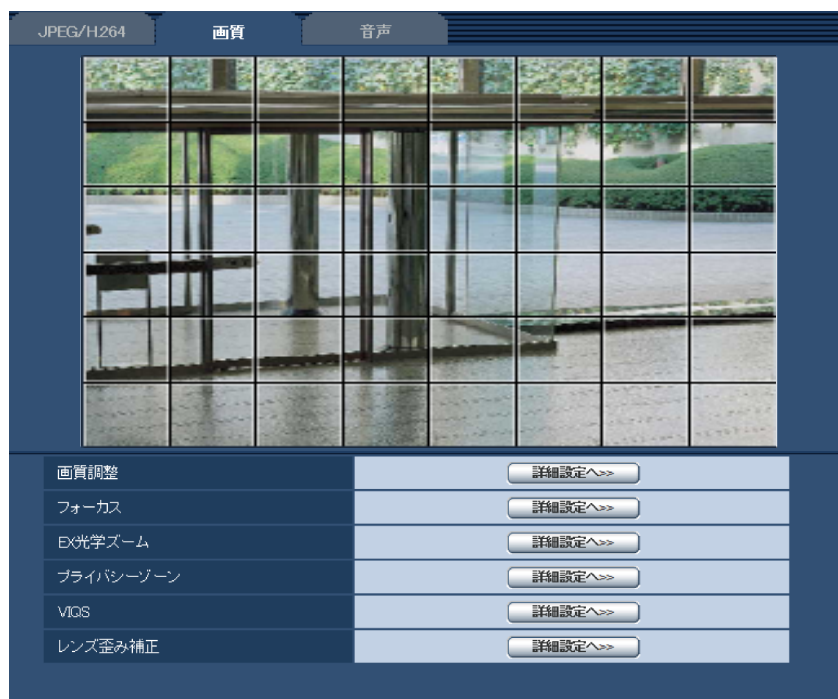 JPEG/H.264
画質
音声
画質調整 詳細設定へ>>
フォーカス 詳細設定へ>>
EX光学ズーム 詳細設定へ>>
プライバシーゾーン 詳細設定へ>>
VIQS 詳細設定へ>>
レンズ歪み補正 詳細設定へ>>